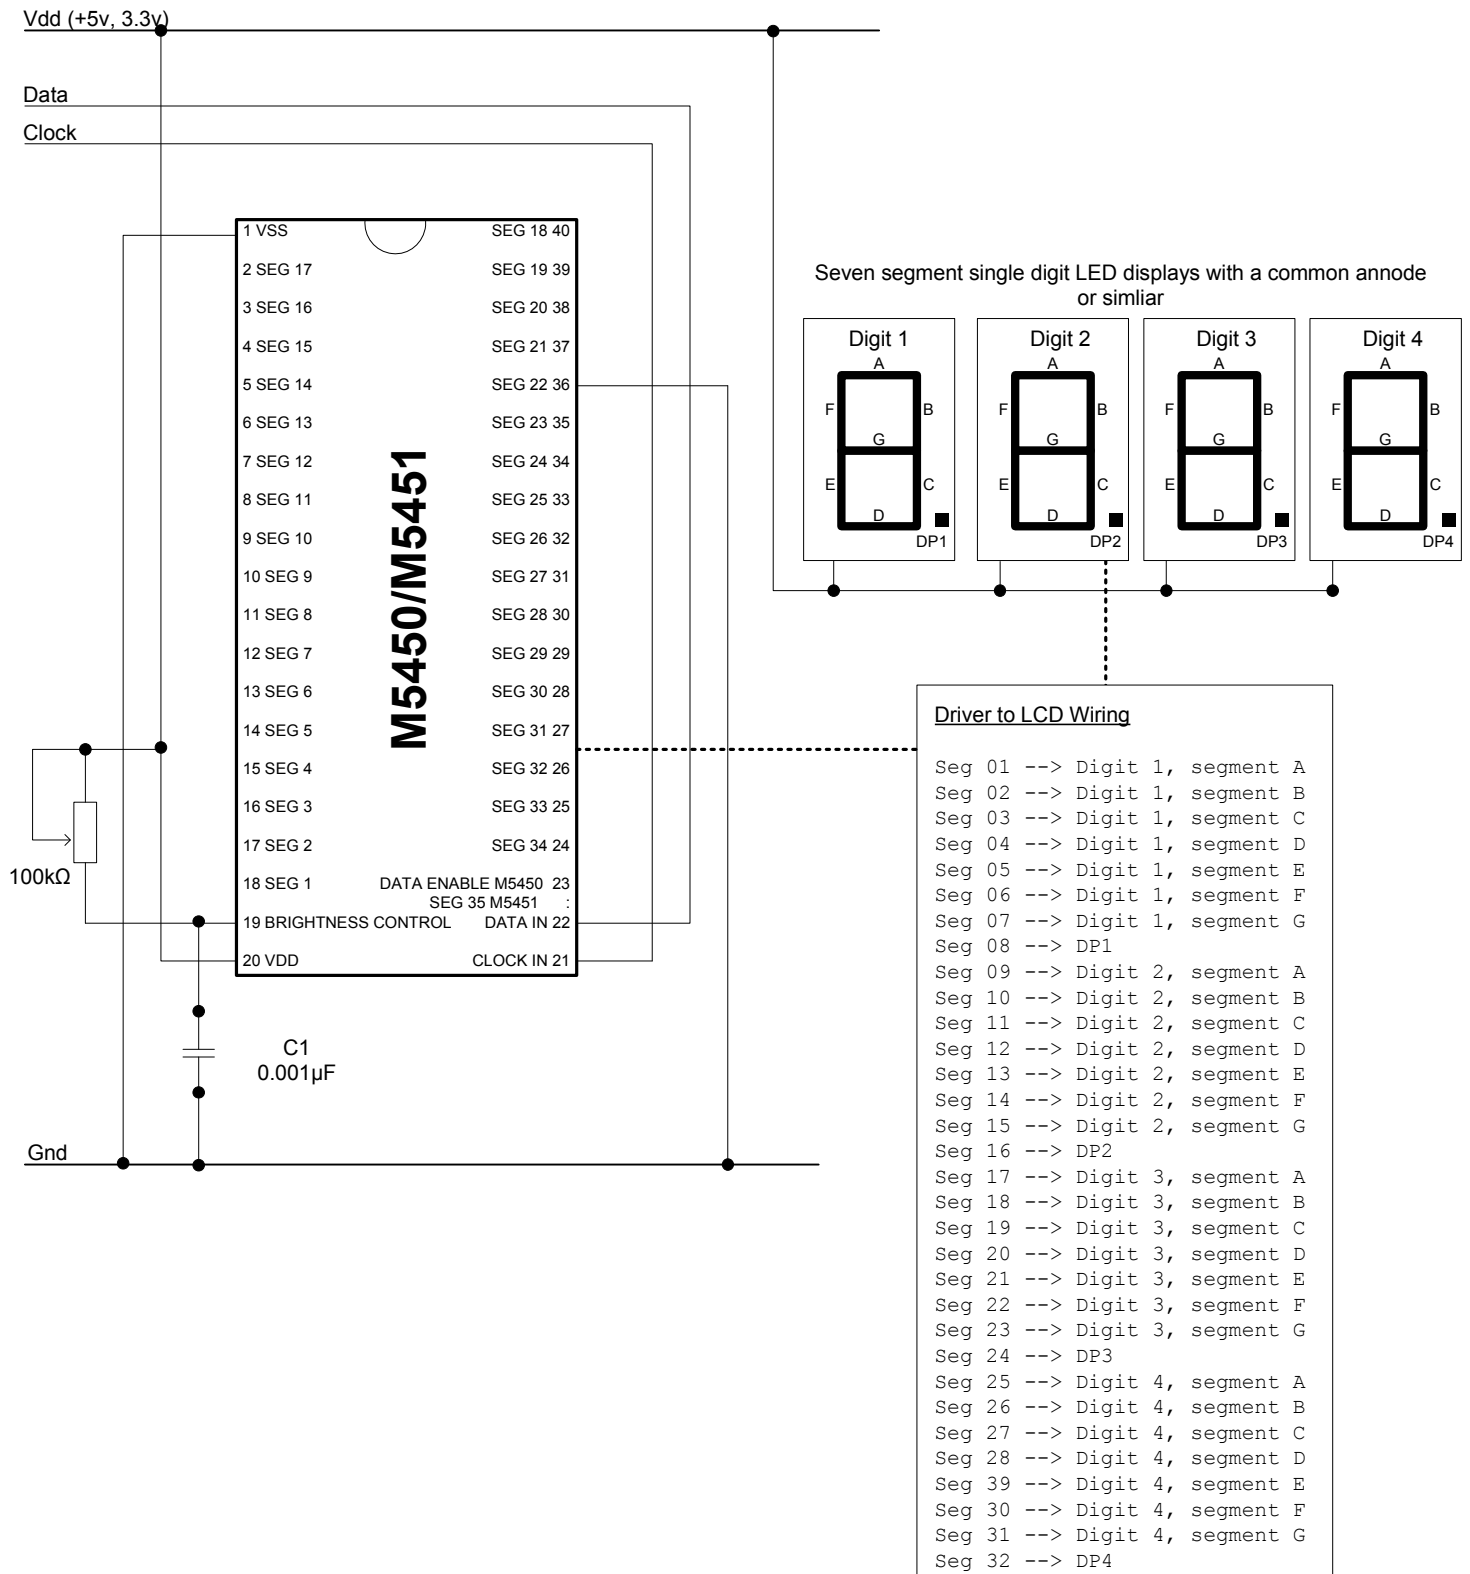 Vdd (+5v, 3.3v)
Data
Clock
1 VSS
2 SEG 17
3 SEG 16
4 SEG 15
5 SEG 14
6 SEG 13
7 SEG 12
8 SEG 11
9 SEG 10
10 SEG 9
11 SEG 8
12 SEG 7
13 SEG 6
14 SEG 5
15 SEG 4
16 SEG 3
17 SEG 2
18 SEG 1
19 BRIGHTNESS CONTROL
20 VDD
M5450/M5451
SEG 18 40
SEG 19 39
SEG 20 38
SEG 21 37
SEG 22 36
SEG 23 35
SEG 24 34
SEG 25 33
SEG 26 32
SEG 27 31
SEG 28 30
SEG 29 29
SEG 30 28
SEG 31 27
SEG 32 26
SEG 33 25
SEG 34 24
DATA ENABLE M5450 23
SEG 35 M5451 :
DATA IN 22
CLOCK IN 21
100kΩ
C1
0.001µF
Gnd
Seven segment single digit LED displays with a common annode
or simliar
Digit 1
A
F
B
G
E
C
D
DP1
Digit 2
A
F
B
G
E
C
D
DP2
Digit 3
A
F
B
G
E
C
D
DP3
Digit 4
A
F
B
G
E
C
D
DP4
Driver to LCD Wiring
Seg 01 --> Digit 1, segment A
Seg 02 --> Digit 1, segment B
Seg 03 --> Digit 1, segment C
Seg 04 --> Digit 1, segment D
Seg 05 --> Digit 1, segment E
Seg 06 --> Digit 1, segment F
Seg 07 --> Digit 1, segment G
Seg 08 --> DP1
Seg 09 --> Digit 2, segment A
Seg 10 --> Digit 2, segment B
Seg 11 --> Digit 2, segment C
Seg 12 --> Digit 2, segment D
Seg 13 --> Digit 2, segment E
Seg 14 --> Digit 2, segment F
Seg 15 --> Digit 2, segment G
Seg 16 --> DP2
Seg 17 --> Digit 3, segment A
Seg 18 --> Digit 3, segment B
Seg 19 --> Digit 3, segment C
Seg 20 --> Digit 3, segment D
Seg 21 --> Digit 3, segment E
Seg 22 --> Digit 3, segment F
Seg 23 --> Digit 3, segment G
Seg 24 --> DP3
Seg 25 --> Digit 4, segment A
Seg 26 --> Digit 4, segment B
Seg 27 --> Digit 4, segment C
Seg 28 --> Digit 4, segment D
Seg 39 --> Digit 4, segment E
Seg 30 --> Digit 4, segment F
Seg 31 --> Digit 4, segment G
Seg 32 --> DP4